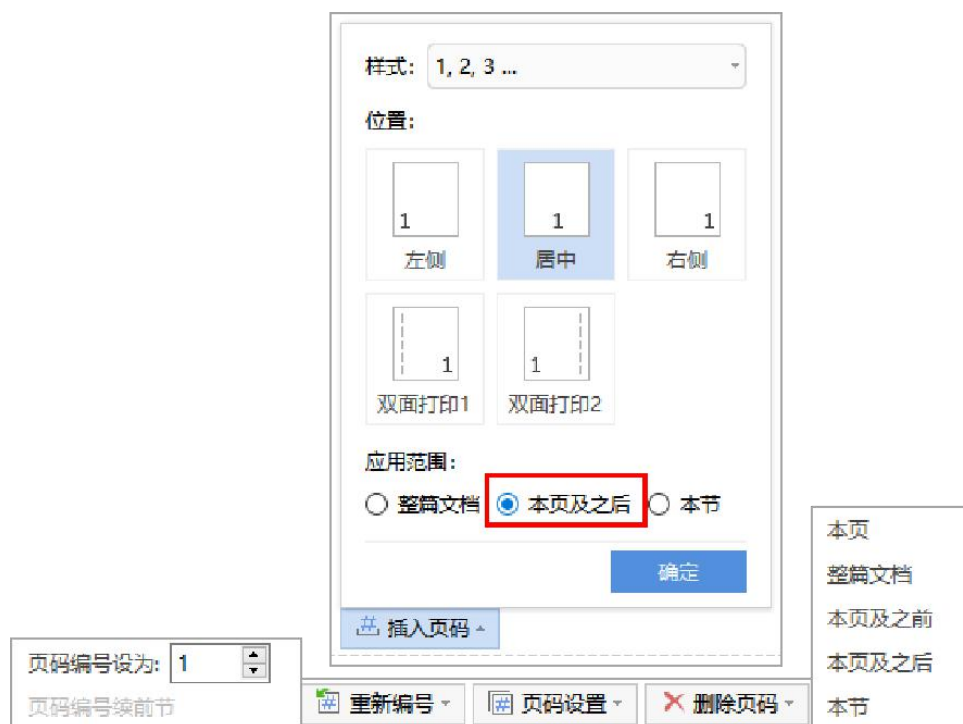 样式: 1, 2, 3 ...
位置:
1 1 1
左侧 居中 右侧
1 1
双面打印1 双面打印2
应用范围:
整篇文档 本页及之后 本节
确定
插入页码
页码编号设为: 1
页码编号续前节
重新编号 页码设置 删除页码
本页
整篇文档
本页及之前
本页及之后
本节